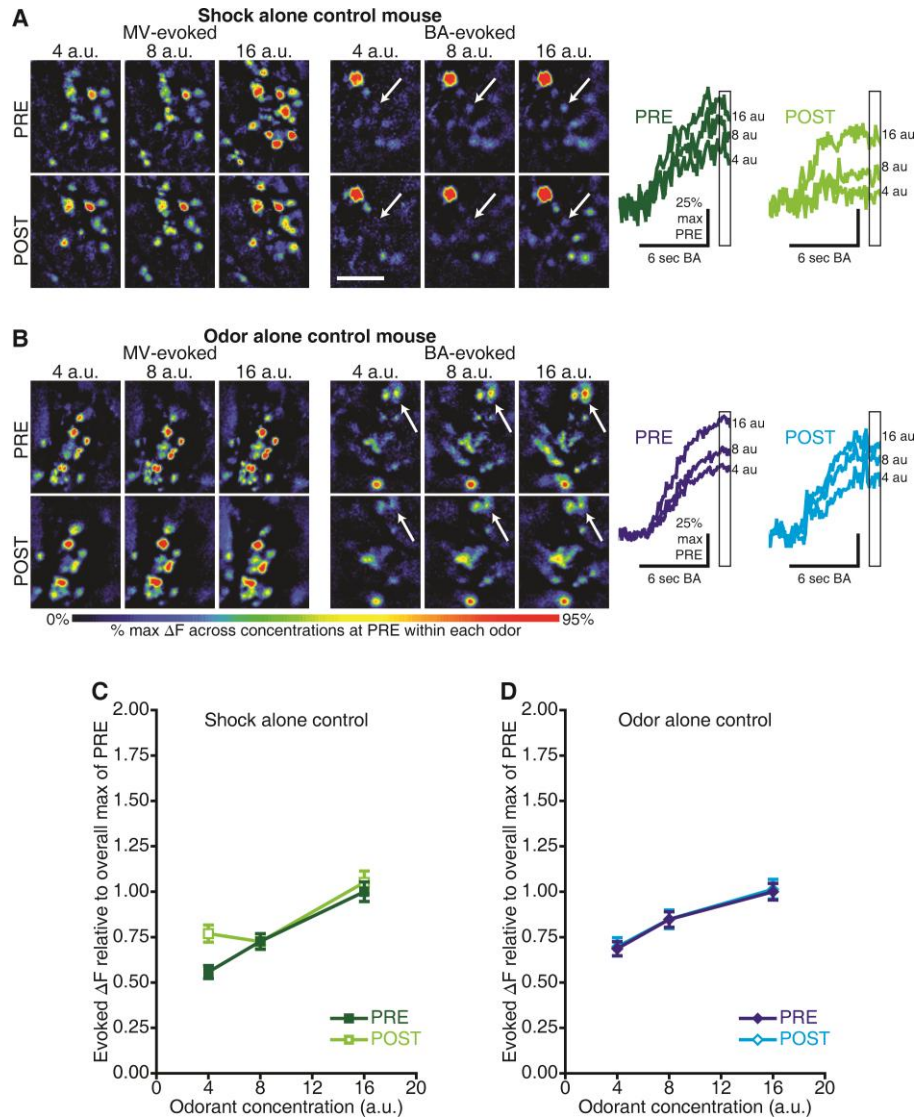 A
Shock alone control mouse
MV-evoked BA-evoked
4 a.u. 8 a.u. 16 a.u. 4 a.u. 8 a.u. 16 a.u.
PRE
POST
PRE
16 au
8 au
4 au
25%
max
PRE
6 sec BA
POST
16 au
8 au
4 au
6 sec BA
B
Odor alone control mouse
MV-evoked BA-evoked
4 a.u. 8 a.u. 16 a.u. 4 a.u. 8 a.u. 16 a.u.
PRE
POST
PRE
16 au
8 au
4 au
25%
max
PRE
6 sec BA
POST
16 au
8 au
4 au
6 sec BA
0% 95%
% max ΔF across concentrations at PRE within each odor
C
Shock alone control
Evoked ΔF relative to overall max of PRE
2.00
1.75
1.50
1.25
1.00
0.75
0.50
0.25
0.00
PRE
POST
0 4 8 12 16 20
Odorant concentration (a.u.)
D
Odor alone control
Evoked ΔF relative to overall max of PRE
2.00
1.75
1.50
1.25
1.00
0.75
0.50
0.25
0.00
PRE
POST
0 4 8 12 16 20
Odorant concentration (a.u.)